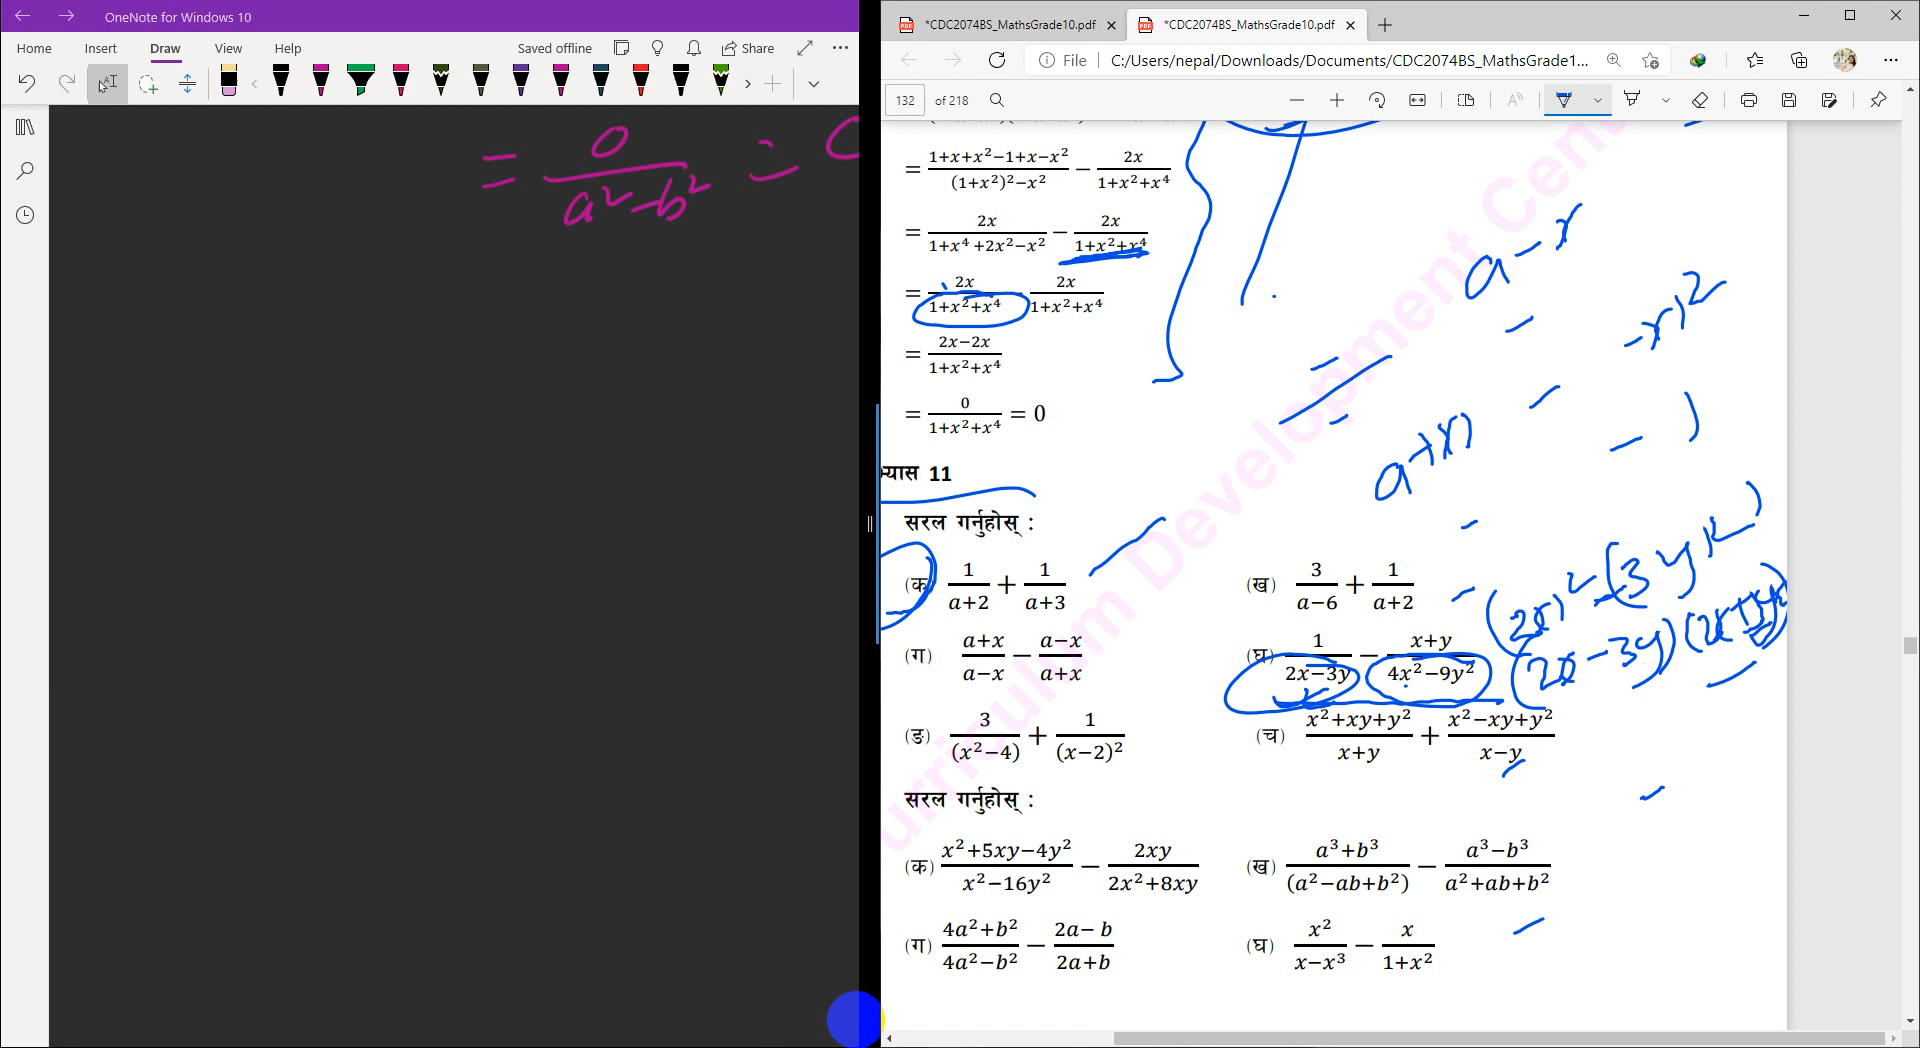 OneNote for Windows 10
Home Insert Draw View Help Saved offline Share
= 0/(a²-b²) =
*CDC2074BS_MathsGrade10.pdf *CDC2074BS_MathsGrade10.pdf
File C:/Users/nepal/Downloads/Documents/CDC2074BS_MathsGrade1...
132 of 218
= (1+x+x²−1+x−x²)/((1+x²)²−x²) − 2x/(1+x²+x⁴)
= 2x/(1+x⁴+2x²−x²) − 2x/(1+x²+x⁴)
= 2x/(1+x²+x⁴) - 2x/(1+x²+x⁴)
= (2x−2x)/(1+x²+x⁴)
= 0/(1+x²+x⁴) = 0
a-x
-x)²
a+x)
यास 11
सरल गर्नुहोस् :
(क) 1/(a+2) + 1/(a+3) (ख) 3/(a−6) + 1/(a+2)
(2x)²-(3y)²
(ग) (a+x)/(a−x) − (a−x)/(a+x) (घ) 1/(2x−3y) − (x+y)/(4x²−9y²)
(2x-3y)(2x+3y)
(ङ) 3/(x²−4) + 1/(x−2)² (च) (x²+xy+y²)/(x+y) + (x²−xy+y²)/(x−y)
सरल गर्नुहोस् :
(क) (x²+5xy−4y²)/(x²−16y²) − 2xy/(2x²+8xy) (ख) (a³+b³)/(a²−ab+b²) − (a³−b³)/(a²+ab+b²)
(ग) (4a²+b²)/(4a²−b²) − (2a− b)/(2a+b) (घ) x²/(x−x³) − x/(1+x²)
urriculum Development Cent